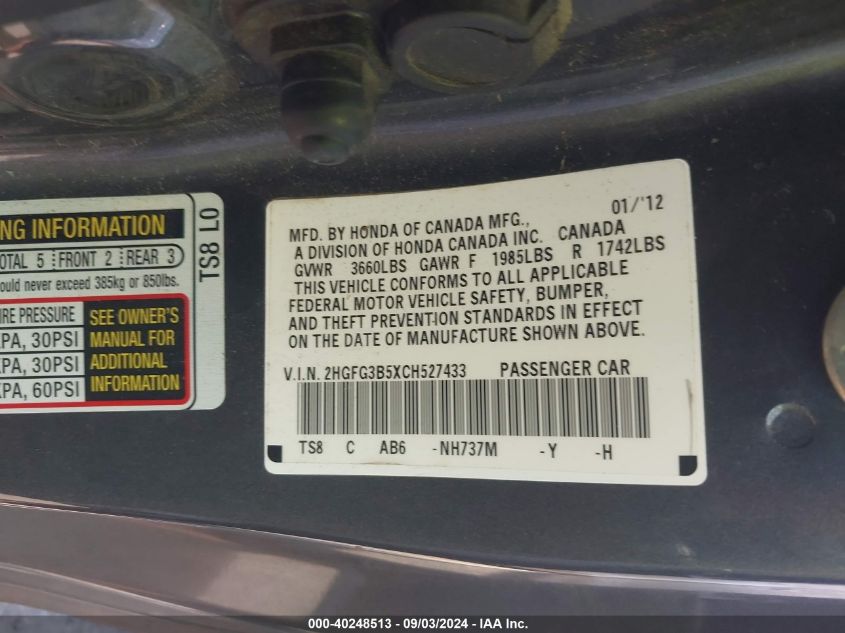 NG INFORMATION
OTAL 5 FRONT 2 REAR 3
ould never exceed 385kg or 850lbs.
RE PRESSURE
PA, 30PSI
PA, 30PSI
PA, 60PSI
SEE OWNER'S
MANUAL FOR
ADDITIONAL
INFORMATION
TS8 L0
01/'12
MFD. BY HONDA OF CANADA MFG.,
A DIVISION OF HONDA CANADA INC. CANADA
GVWR 3660LBS GAWR F 1985LBS R 1742LBS
THIS VEHICLE CONFORMS TO ALL APPLICABLE
FEDERAL MOTOR VEHICLE SAFETY, BUMPER,
AND THEFT PREVENTION STANDARDS IN EFFECT
ON THE DATE OF MANUFACTURE SHOWN ABOVE.
V.I.N. 2HGFG3B5XCH527433 PASSENGER CAR
TS8 C AB6 -NH737M -Y -H
000-40248513 - 09/03/2024 - IAA Inc.